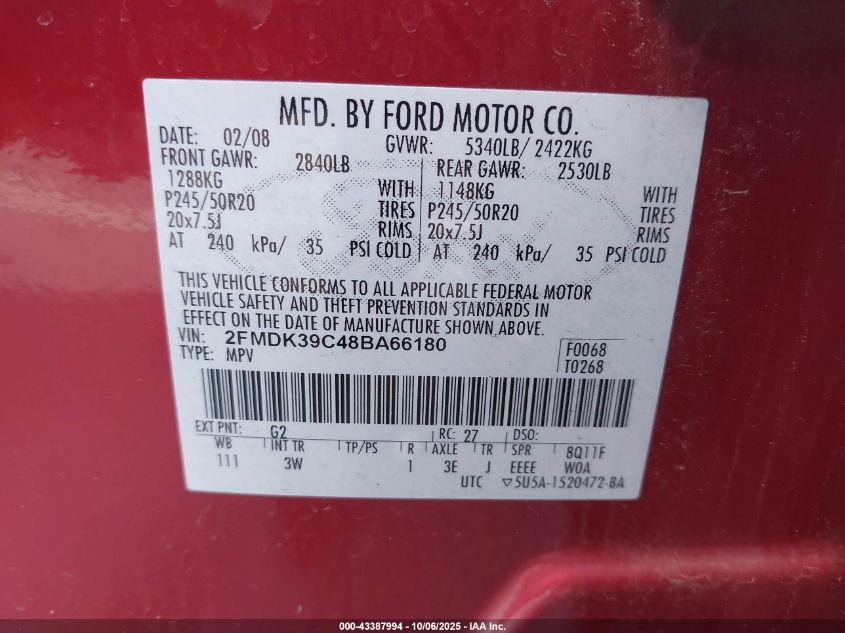 MFD. BY FORD MOTOR CO.
DATE: 02/08 GVWR: 5340LB/ 2422KG
FRONT GAWR: 2840LB REAR GAWR: 2530LB
1288KG WITH 1148KG WITH
P245/50R20 TIRES P245/50R20 TIRES
20x7.5J RIMS 20x7.5J RIMS
AT 240 kPa/ 35 PSI COLD AT 240 kPa/ 35 PSI COLD
THIS VEHICLE CONFORMS TO ALL APPLICABLE FEDERAL MOTOR
VEHICLE SAFETY AND THEFT PREVENTION STANDARDS IN
EFFECT ON THE DATE OF MANUFACTURE SHOWN ABOVE.
VIN: 2FMDK39C48BA66180 F0068
TYPE: MPV T0268
EXT PNT: G2 RC: 27 DSO:
WB INT TR TP/PS R AXLE TR SPR 8Q11F
111 3W 1 3E J EEEE WOA
UTC ▽5U5A-1520472-BA
000-43387994 - 10/06/2025 - IAA Inc.